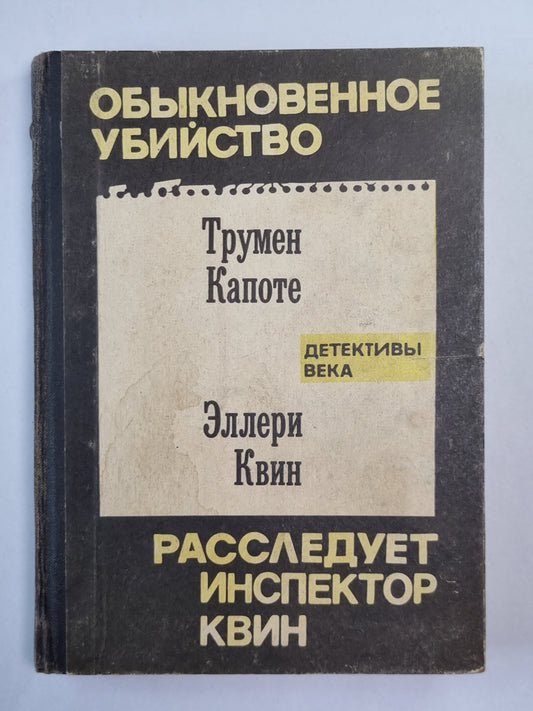 ОБЫКНОВЕННОЕ
УБИЙСТВО
Трумен
Капоте
ДЕТЕКТИВЫ
ВЕКА
Эллери
Квин
РАССЛЕДУЕТ
ИНСПЕКТОР
КВИН